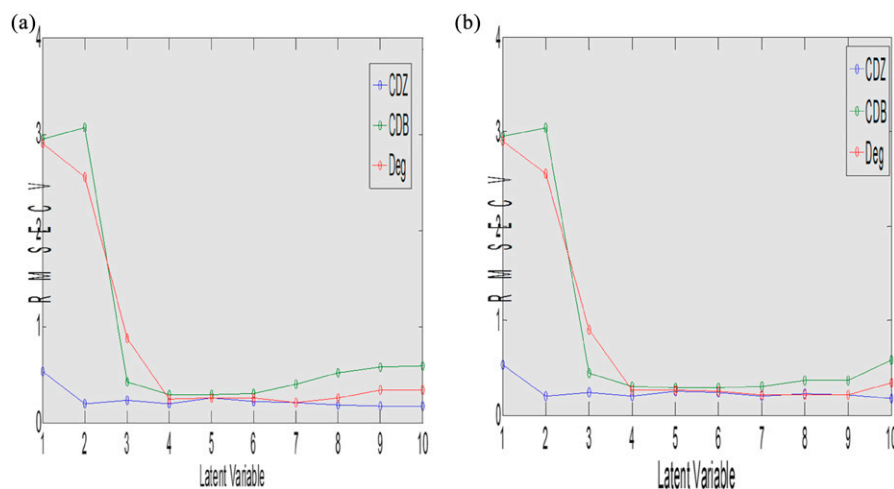 (a)
4
3
2
1
0
R M S E C V
1 2 3 4 5 6 7 8 9 10
Latent Variable
CDZ
CDB
Deg
(b)
4
3
2
1
0
R M S E C V
1 2 3 4 5 6 7 8 9 10
Latent Variable
CDZ
CDB
Deg